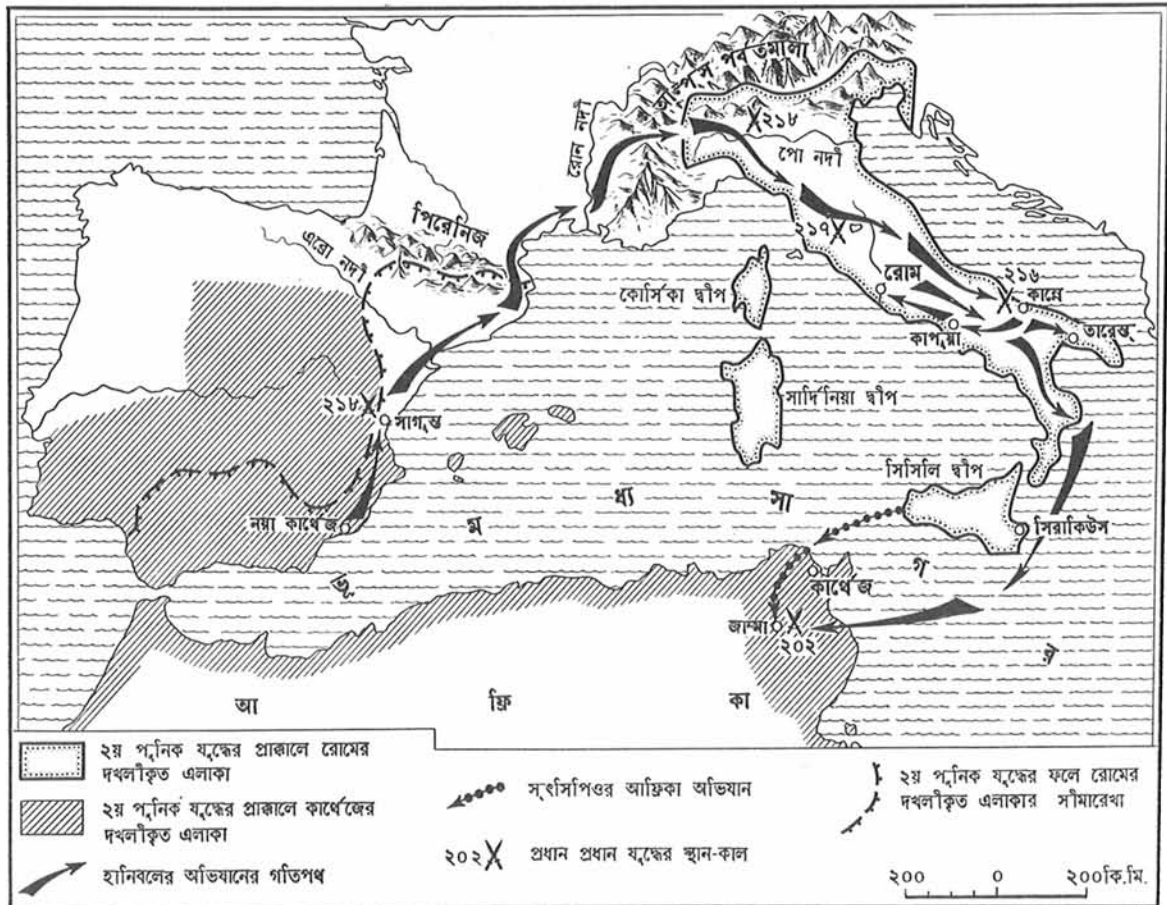 আল্পস পর্বতমালা
২১৮
রোন নদী
পো নদী
পিরেনিজ
এব্রো নদী
২১৭
২১৬
রোম
কান্নে
কোর্সিকা দ্বীপ
কাপুয়া
তারেন্ত
সার্দিনিয়া দ্বীপ
২১৮
সাগুন্ত
সিসিলি দ্বীপ
নয়া কার্থেজ
সিরাকিউস
ভূ ম ধ্য সা গ র
কার্থেজ
জাম্মা
২০২
আ ফ্রি কা
২য় প্যুনিক যুদ্ধের প্রাক্কালে রোমের
দখলীকৃত এলাকা
২য় প্যুনিক যুদ্ধের প্রাক্কালে কার্থেজের
দখলীকৃত এলাকা
হানিবলের অভিযানের গতিপথ
স্ৎসিপিওর আফ্রিকা অভিযান
২০২ প্রধান প্রধান যুদ্ধের স্থান-কাল
২য় প্যুনিক যুদ্ধের ফলে রোমের
দখলীকৃত এলাকার সীমারেখা
২০০ ০ ২০০কি.মি.